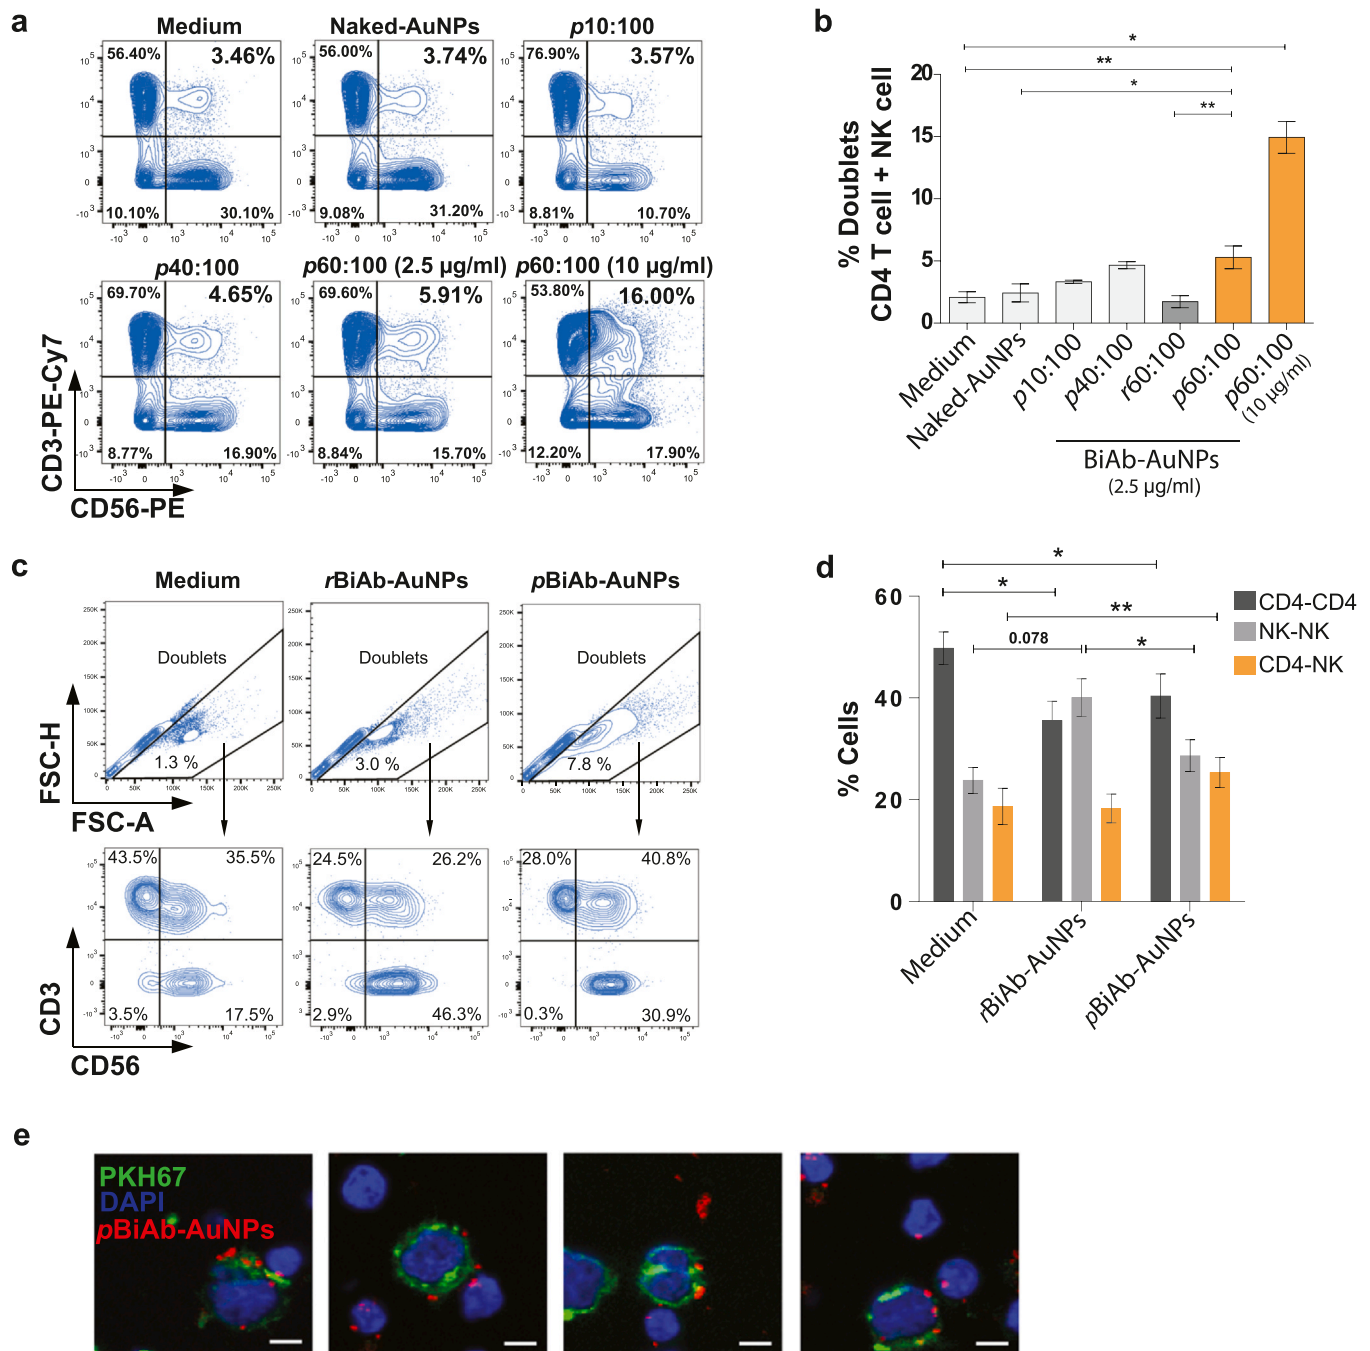 a
Medium
Naked-AuNPs
p10:100
56.40%
3.46%
56.00%
3.74%
76.90%
3.57%
10.10%
30.10%
9.08%
31.20%
8.81%
10.70%
p40:100
p60:100 (2.5 µg/ml)
p60:100 (10 µg/ml)
69.70%
4.65%
69.60%
5.91%
53.80%
16.00%
8.77%
16.90%
8.84%
15.70%
12.20%
17.90%
CD3-PE-Cy7
CD56-PE
b
% Doublets
CD4 T cell + NK cell
20
15
10
5
0
*
**
*
**
Medium
Naked-AuNPs
p10:100
p40:100
r60:100
p60:100
p60:100
(10 µg/ml)
BiAb-AuNPs
(2.5 µg/ml)
c
Medium
rBiAb-AuNPs
pBiAb-AuNPs
Doublets
Doublets
Doublets
1.3 %
3.0 %
7.8 %
FSC-H
FSC-A
43.5%
35.5%
24.5%
26.2%
28.0%
40.8%
3.5%
17.5%
2.9%
46.3%
0.3%
30.9%
CD3
CD56
d
% Cells
60
40
20
0
*
*
**
0.078
*
CD4-CD4
NK-NK
CD4-NK
Medium
rBiAb-AuNPs
pBiAb-AuNPs
e
PKH67
DAPI
pBiAb-AuNPs